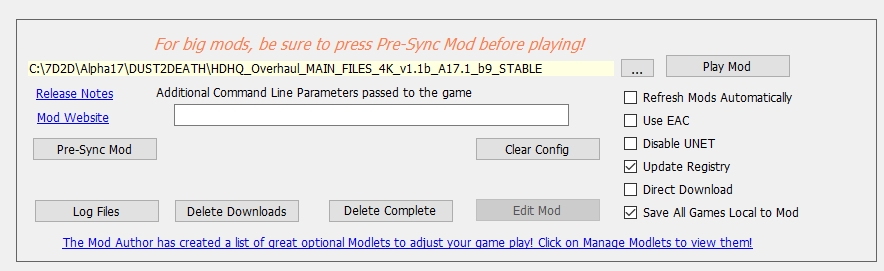 For big mods, be sure to press Pre-Sync Mod before playing!
C:\7D2D\Alpha17\DUST2DEATH\HDHQ_Overhaul_MAIN_FILES_4K_v1.1b_A17.1_b9_STABLE
...
Play Mod
Release Notes
Additional Command Line Parameters passed to the game
Refresh Mods Automatically
Mod Website
Use EAC
Pre-Sync Mod
Clear Config
Disable UNET
Update Registry
Direct Download
Log Files
Delete Downloads
Delete Complete
Edit Mod
Save All Games Local to Mod
The Mod Author has created a list of great optional Modlets to adjust your game play! Click on Manage Modlets to view them!